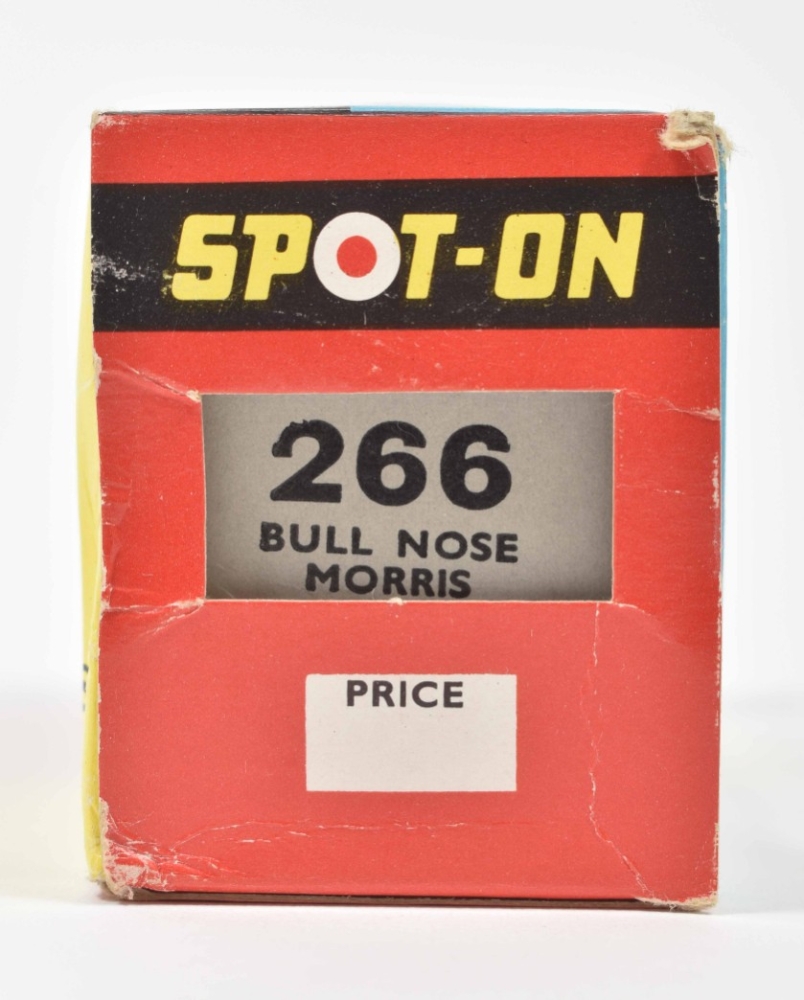 SPOT-ON
266
BULL NOSE
MORRIS
PRICE